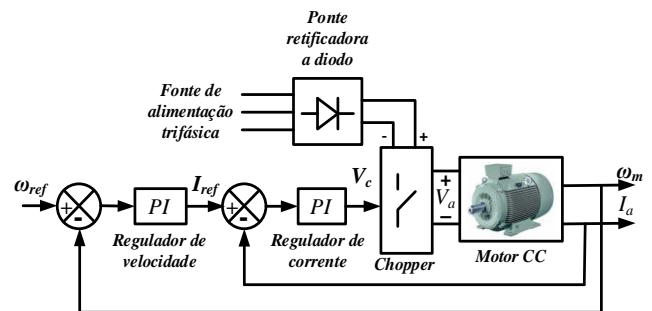 Ponte
retificadora
a diodo
Fonte de
alimentação
trifásica
- +
ω_ref
+
-
PI
I_ref
+
-
PI
V_c
+
V_a
−
ω_m
I_a
Regulador de
velocidade
Regulador de
corrente
Chopper
Motor CC